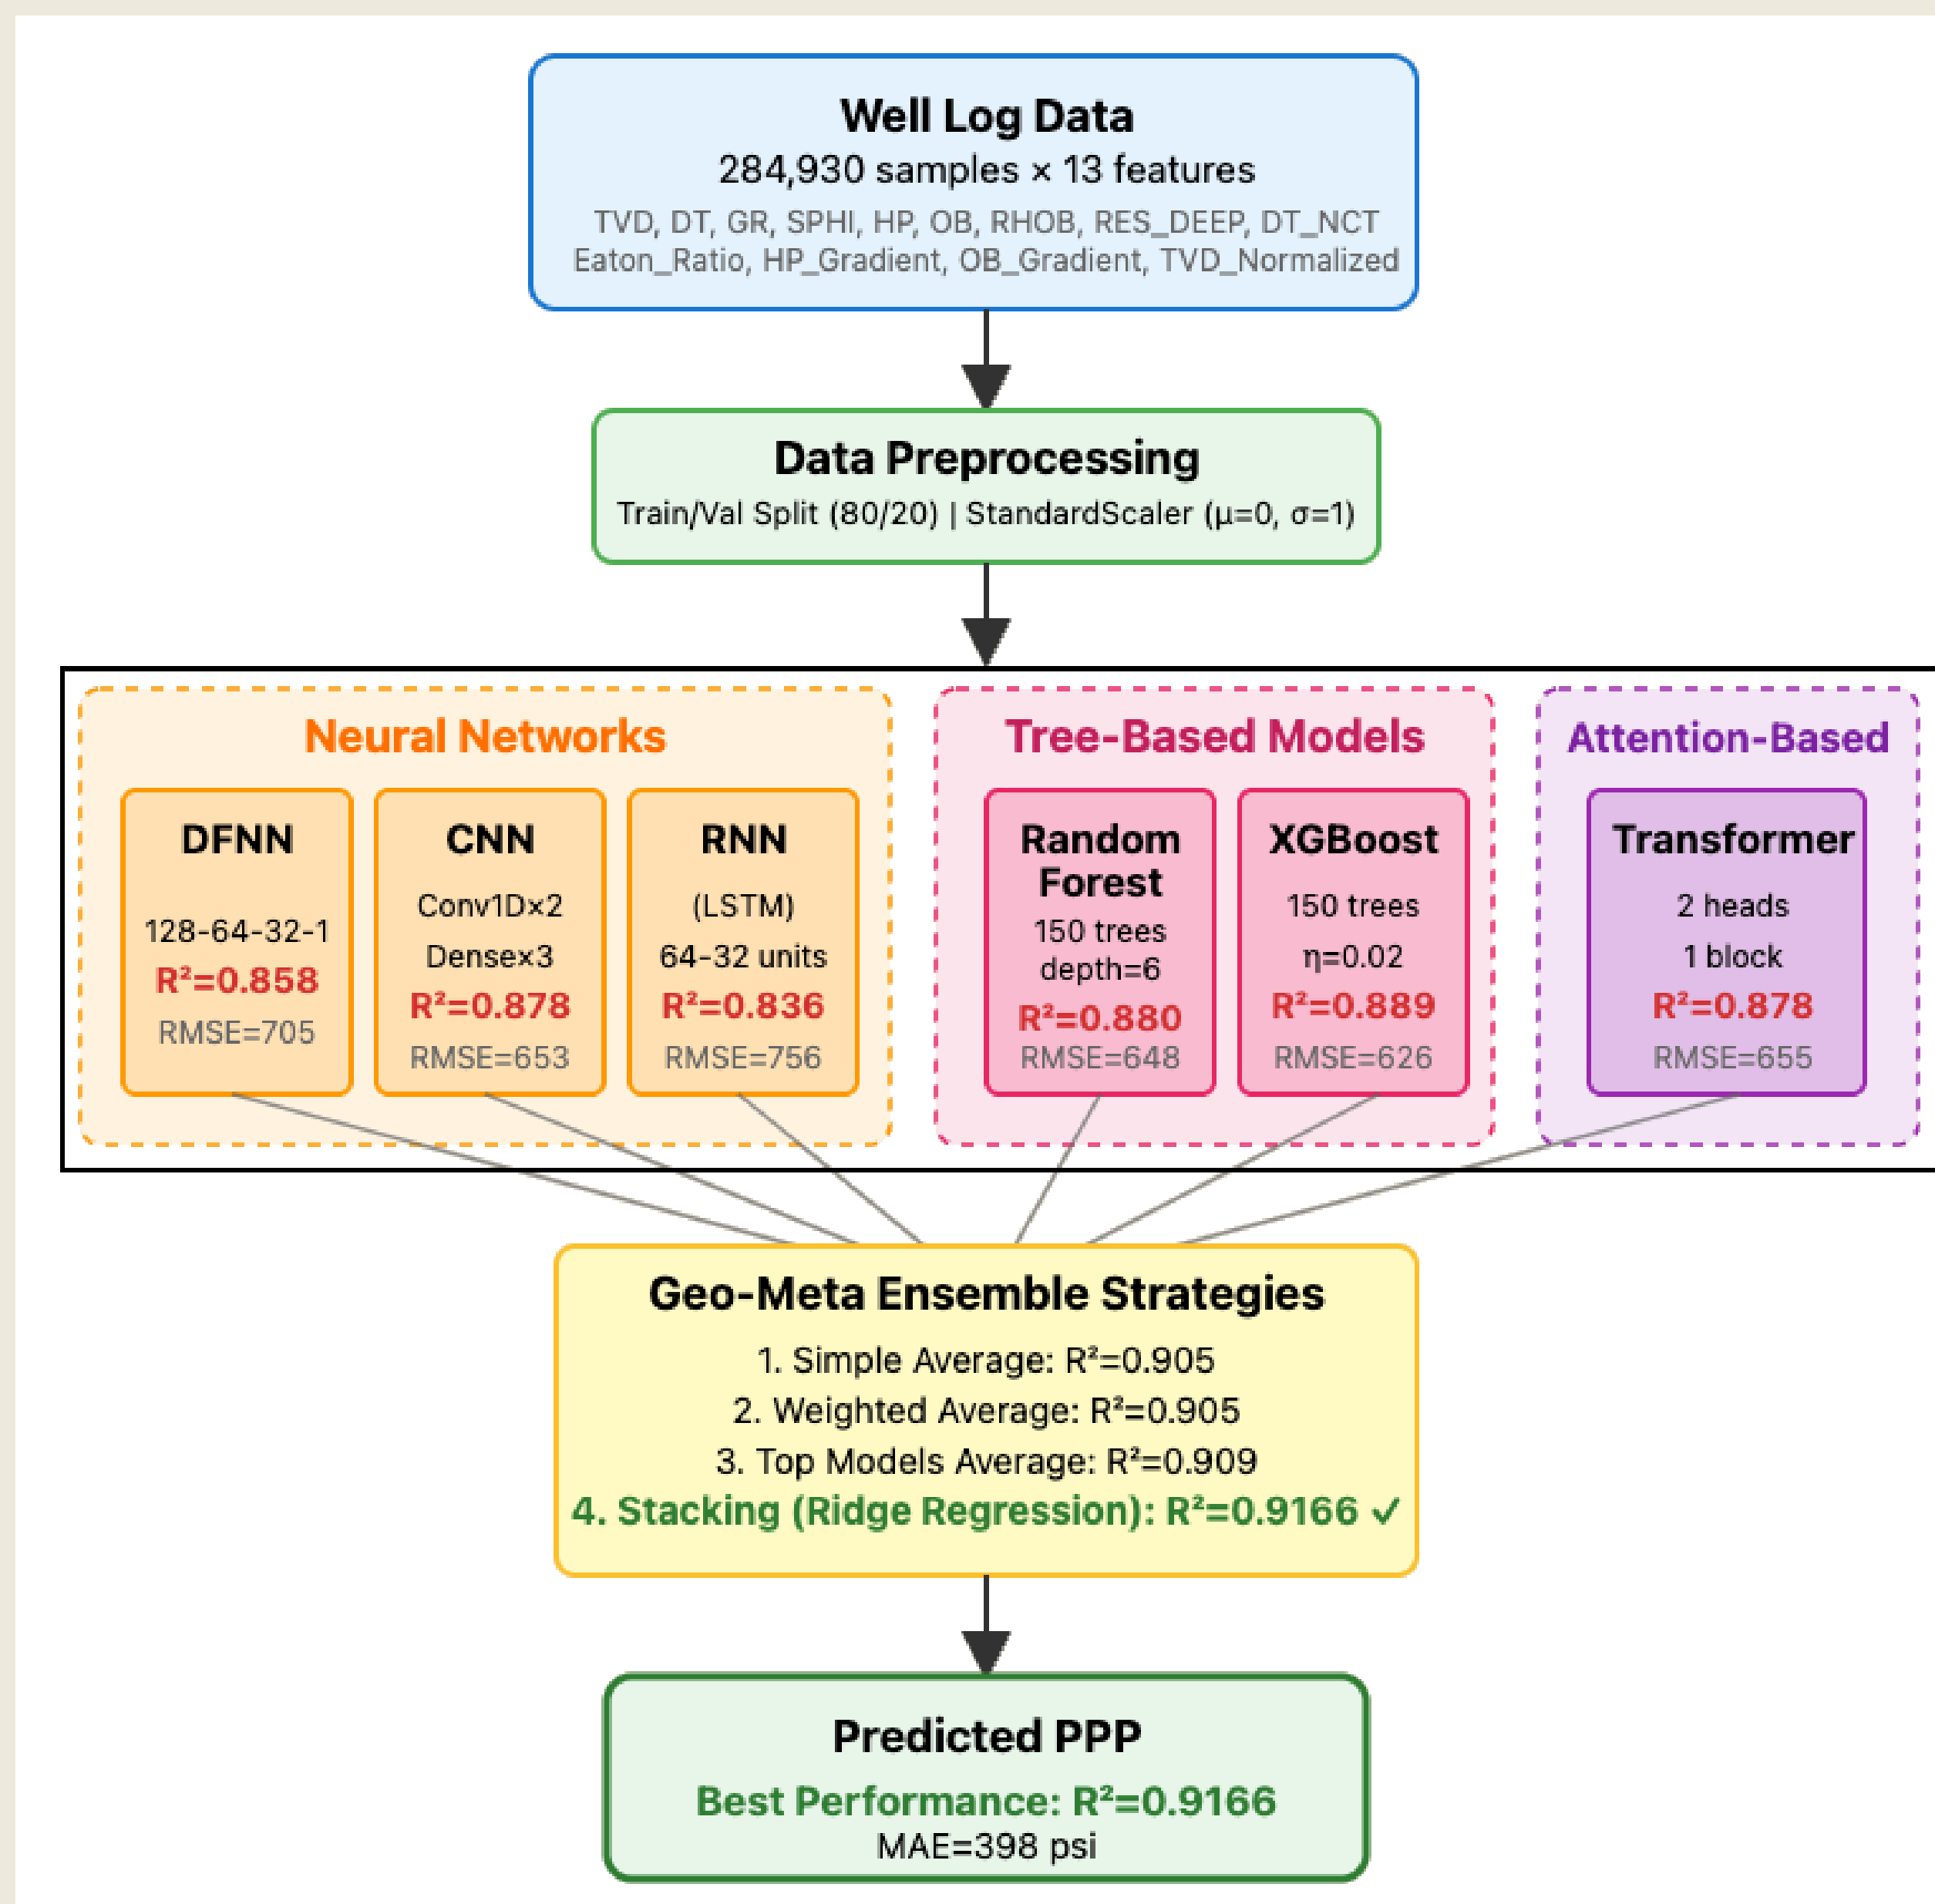 Well Log Data
284,930 samples × 13 features
TVD, DT, GR, SPHI, HP, OB, RHOB, RES_DEEP, DT_NCT
Eaton_Ratio, HP_Gradient, OB_Gradient, TVD_Normalized
Data Preprocessing
Train/Val Split (80/20) | StandardScaler (μ=0, σ=1)
Neural Networks
DFNN
128-64-32-1
R²=0.858
RMSE=705
CNN
Conv1D×2
Dense×3
R²=0.878
RMSE=653
RNN
(LSTM)
64-32 units
R²=0.836
RMSE=756
Tree-Based Models
Random
Forest
150 trees
depth=6
R²=0.880
RMSE=648
XGBoost
150 trees
η=0.02
R²=0.889
RMSE=626
Attention-Based
Transformer
2 heads
1 block
R²=0.878
RMSE=655
Geo-Meta Ensemble Strategies
1. Simple Average: R²=0.905
2. Weighted Average: R²=0.905
3. Top Models Average: R²=0.909
4. Stacking (Ridge Regression): R²=0.9166 ✓
Predicted PPP
Best Performance: R²=0.9166
MAE=398 psi